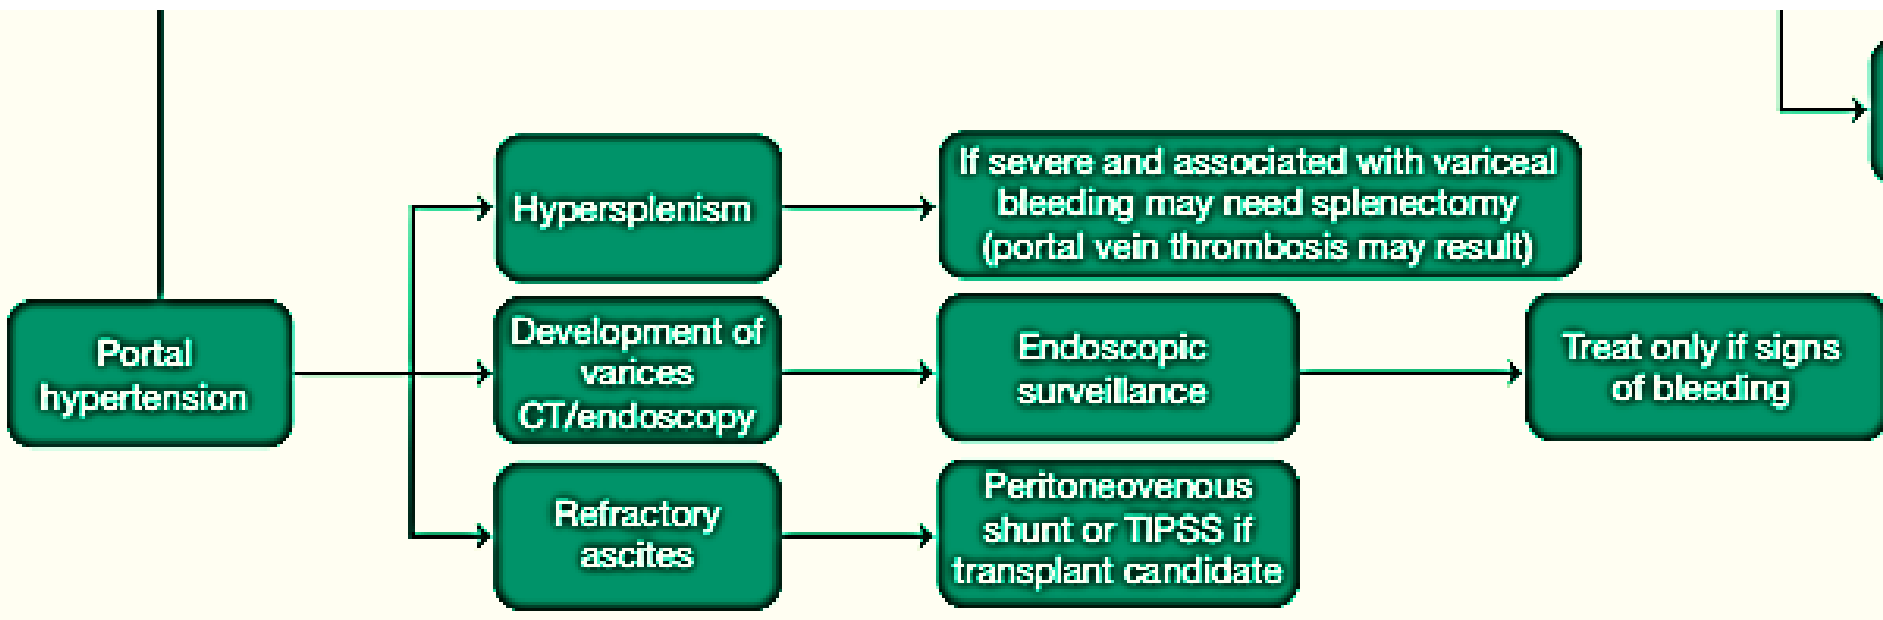 Portal
hypertension
Hypersplenism
If severe and associated with variceal
bleeding may need splenectomy
(portal vein thrombosis may result)
Development of
varices
CT/endoscopy
Endoscopic
surveillance
Treat only if signs
of bleeding
Refractory
ascites
Peritoneovenous
shunt or TIPSS if
transplant candidate